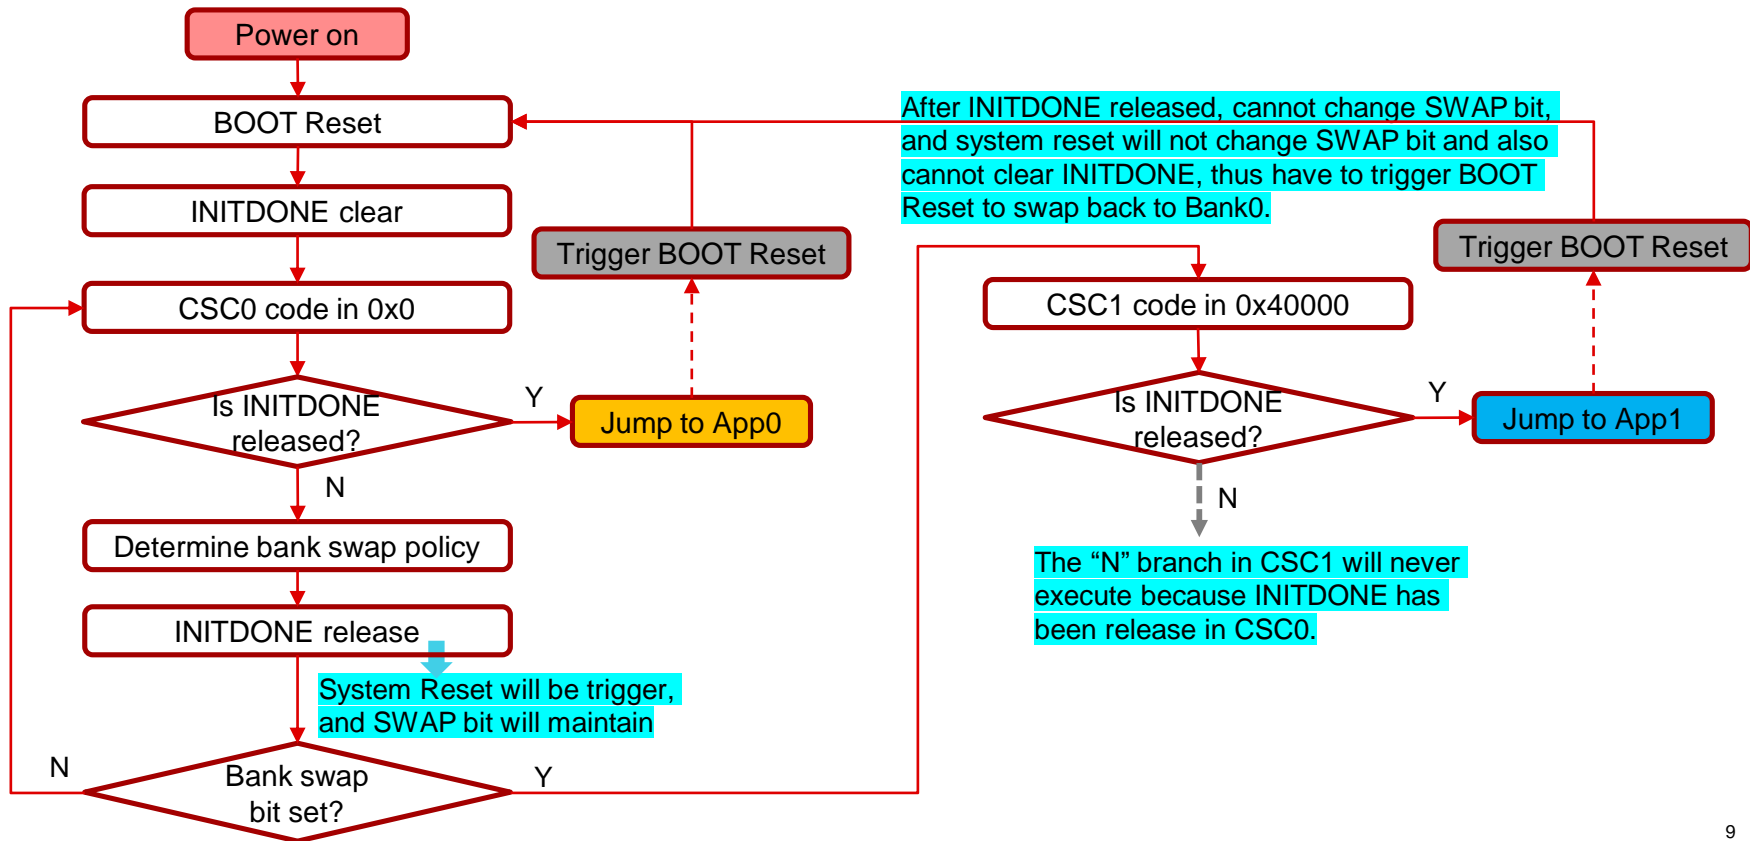 Power on
BOOT Reset
After INITDONE released, cannot change SWAP bit,
and system reset will not change SWAP bit and also
cannot clear INITDONE, thus have to trigger BOOT
Reset to swap back to Bank0.
INITDONE clear
Trigger BOOT Reset
Trigger BOOT Reset
CSC0 code in 0x0
CSC1 code in 0x40000
Is INITDONE
released?
Y
Jump to App0
Is INITDONE
released?
Y
Jump to App1
N
N
Determine bank swap policy
The “N” branch in CSC1 will never
execute because INITDONE has
been release in CSC0.
INITDONE release
System Reset will be trigger,
and SWAP bit will maintain
N
Bank swap
bit set?
Y
9